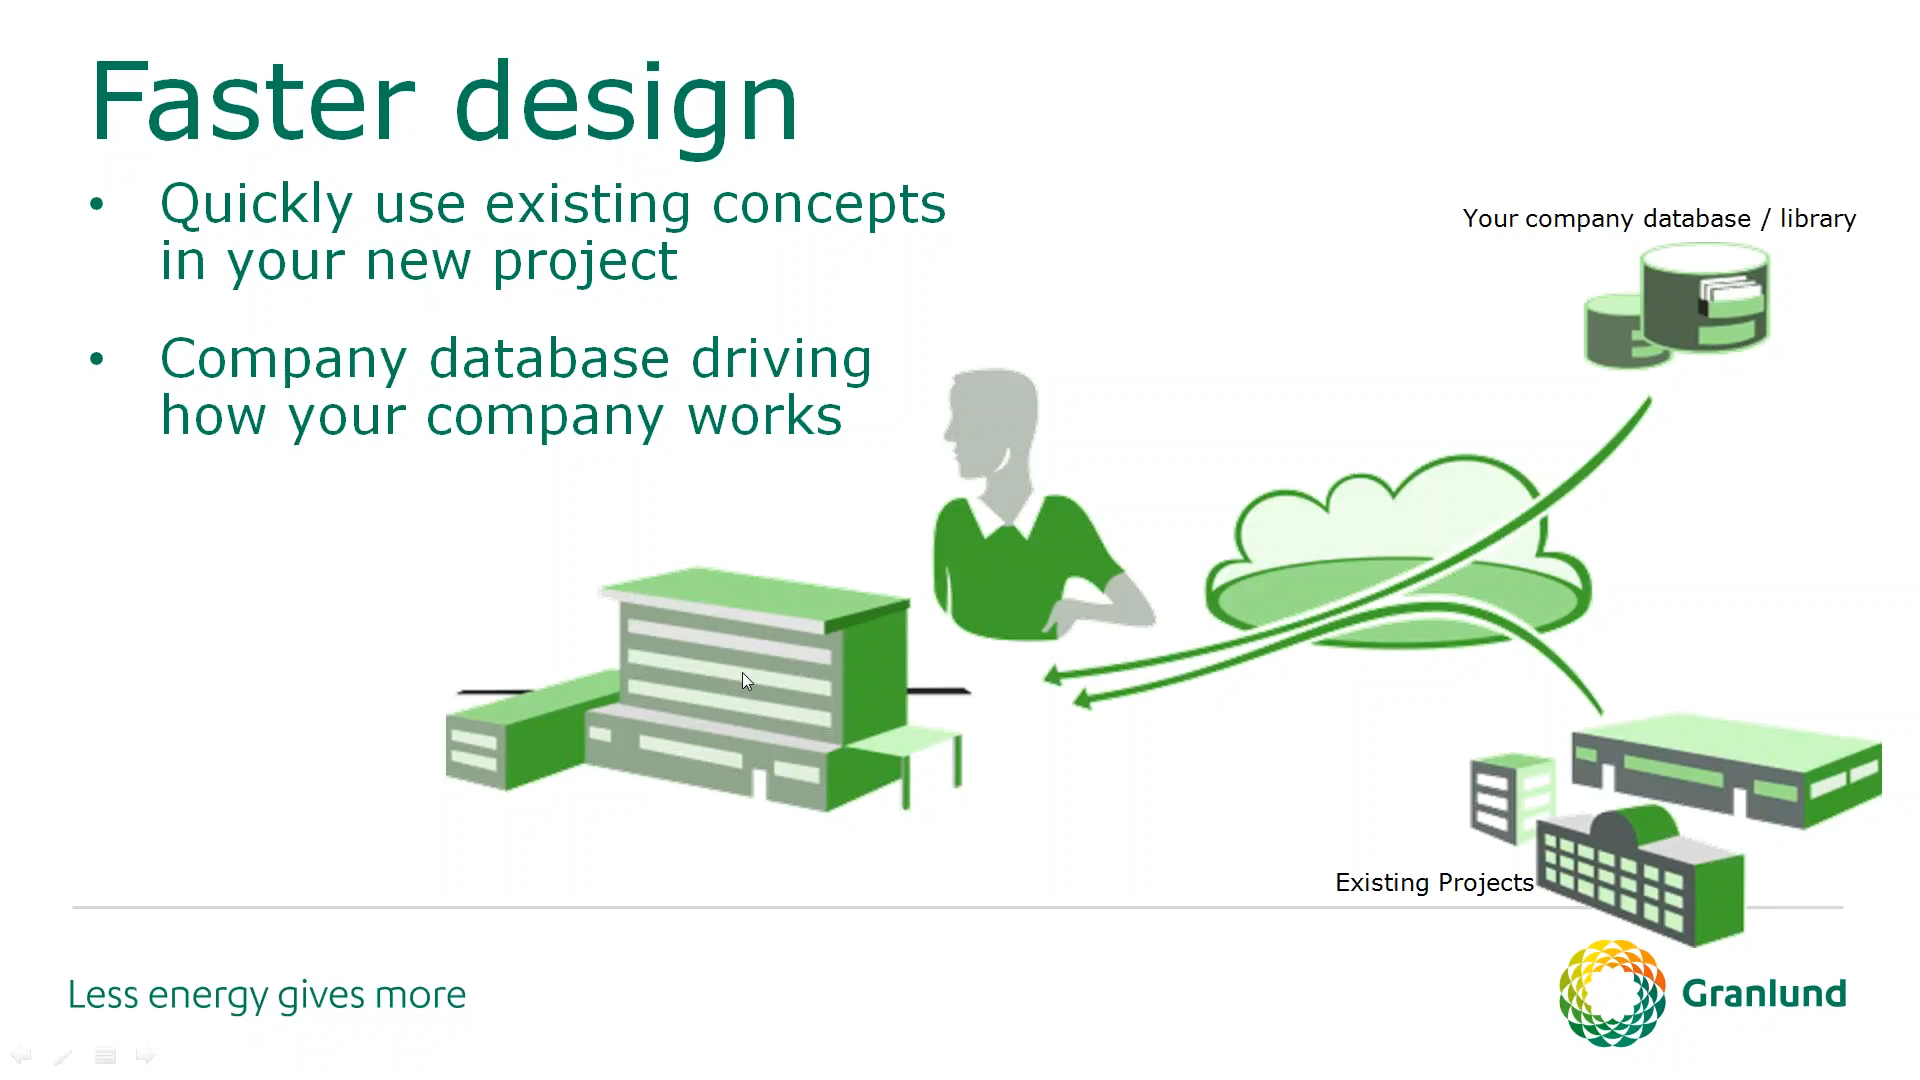 Faster design
• Quickly use existing concepts
in your new project
• Company database driving
how your company works
Your company database / library
Existing Projects
Less energy gives more
Granlund